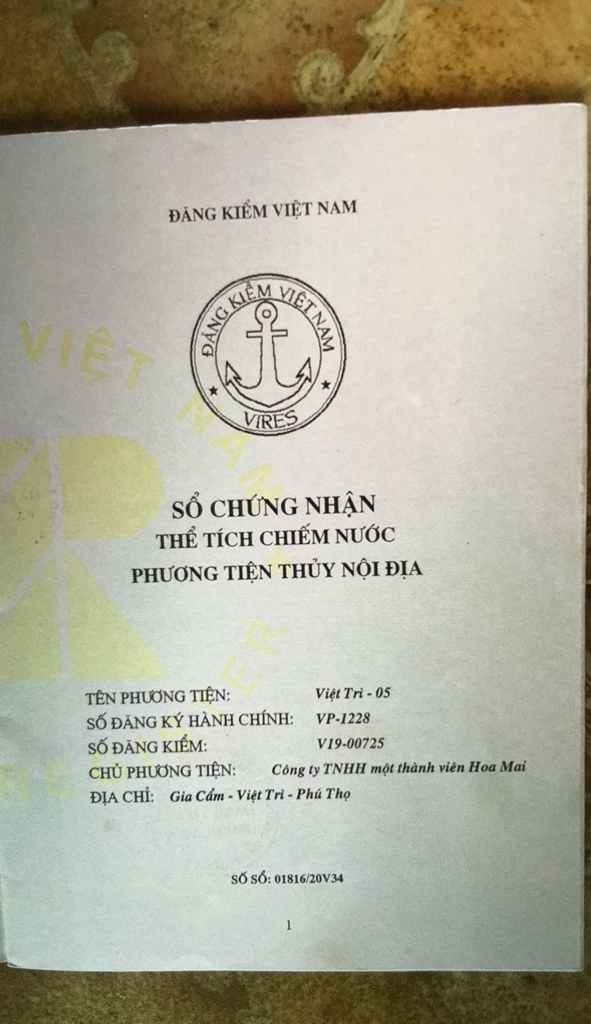 ĐĂNG KIỂM VIỆT NAM
ĐĂNG KIỂM VIỆT NAM
VIRES
VIỆT NAM
REGISTER
SỔ CHỨNG NHẬN
THỂ TÍCH CHIẾM NƯỚC
PHƯƠNG TIỆN THỦY NỘI ĐỊA
TÊN PHƯƠNG TIỆN: Việt Trì - 05
SỐ ĐĂNG KÝ HÀNH CHÍNH: VP-1228
SỐ ĐĂNG KIỂM: V19-00725
CHỦ PHƯƠNG TIỆN: Công ty TNHH một thành viên Hoa Mai
ĐỊA CHỈ: Gia Cẩm - Việt Trì - Phú Thọ
SỐ SỔ: 01816/20V34
1